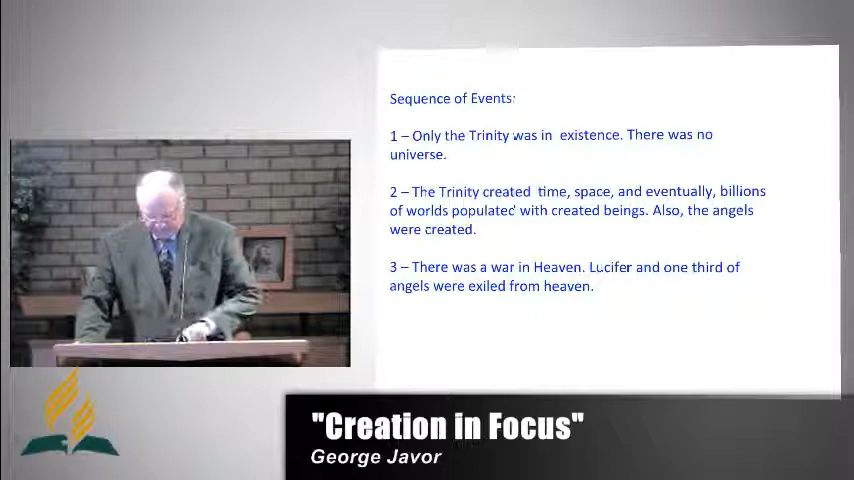 Sequence of Events:
1 – Only the Trinity was in existence. There was no
universe.
2 – The Trinity created time, space, and eventually, billions
of worlds populated with created beings. Also, the angels
were created.
3 – There was a war in Heaven. Lucifer and one third of
angels were exiled from heaven.
"Creation in Focus"
George Javor